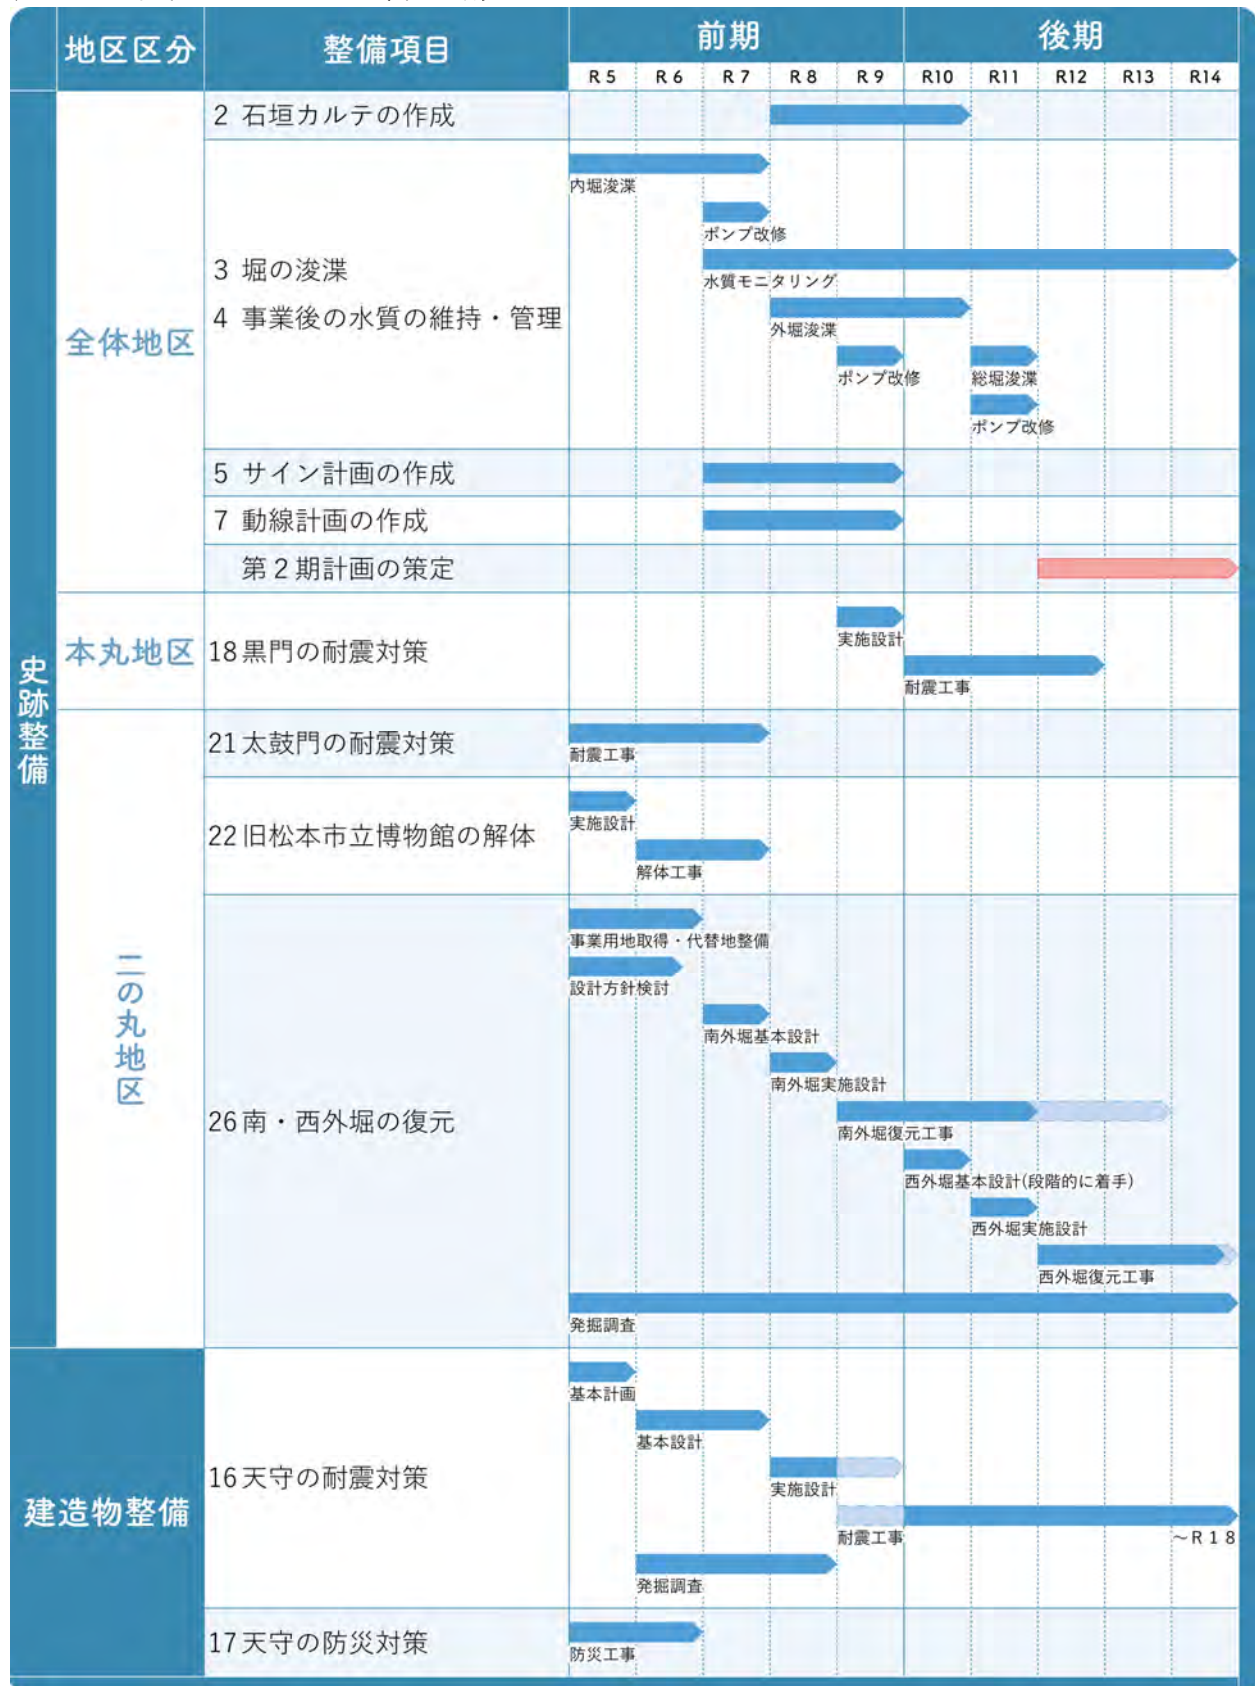 地区区分
整備項目
前期
後期
R5
R6
R7
R8
R9
R10
R11
R12
R13
R14
史跡整備
全体地区
2 石垣カルテの作成
3 堀の浚渫
4 事業後の水質の維持・管理
内堀浚渫
ポンプ改修
水質モニタリング
外堀浚渫
ポンプ改修
総堀浚渫
ポンプ改修
5 サイン計画の作成
7 動線計画の作成
第2期計画の策定
本丸地区
18黒門の耐震対策
実施設計
耐震工事
二の丸地区
21太鼓門の耐震対策
耐震工事
22旧松本市立博物館の解体
実施設計
解体工事
26南・西外堀の復元
事業用地取得・代替地整備
設計方針検討
南外堀基本設計
南外堀実施設計
南外堀復元工事
西外堀基本設計(段階的に着手)
西外堀実施設計
西外堀復元工事
発掘調査
建造物整備
16天守の耐震対策
基本計画
基本設計
実施設計
耐震工事
～R18
発掘調査
17天守の防災対策
防災工事